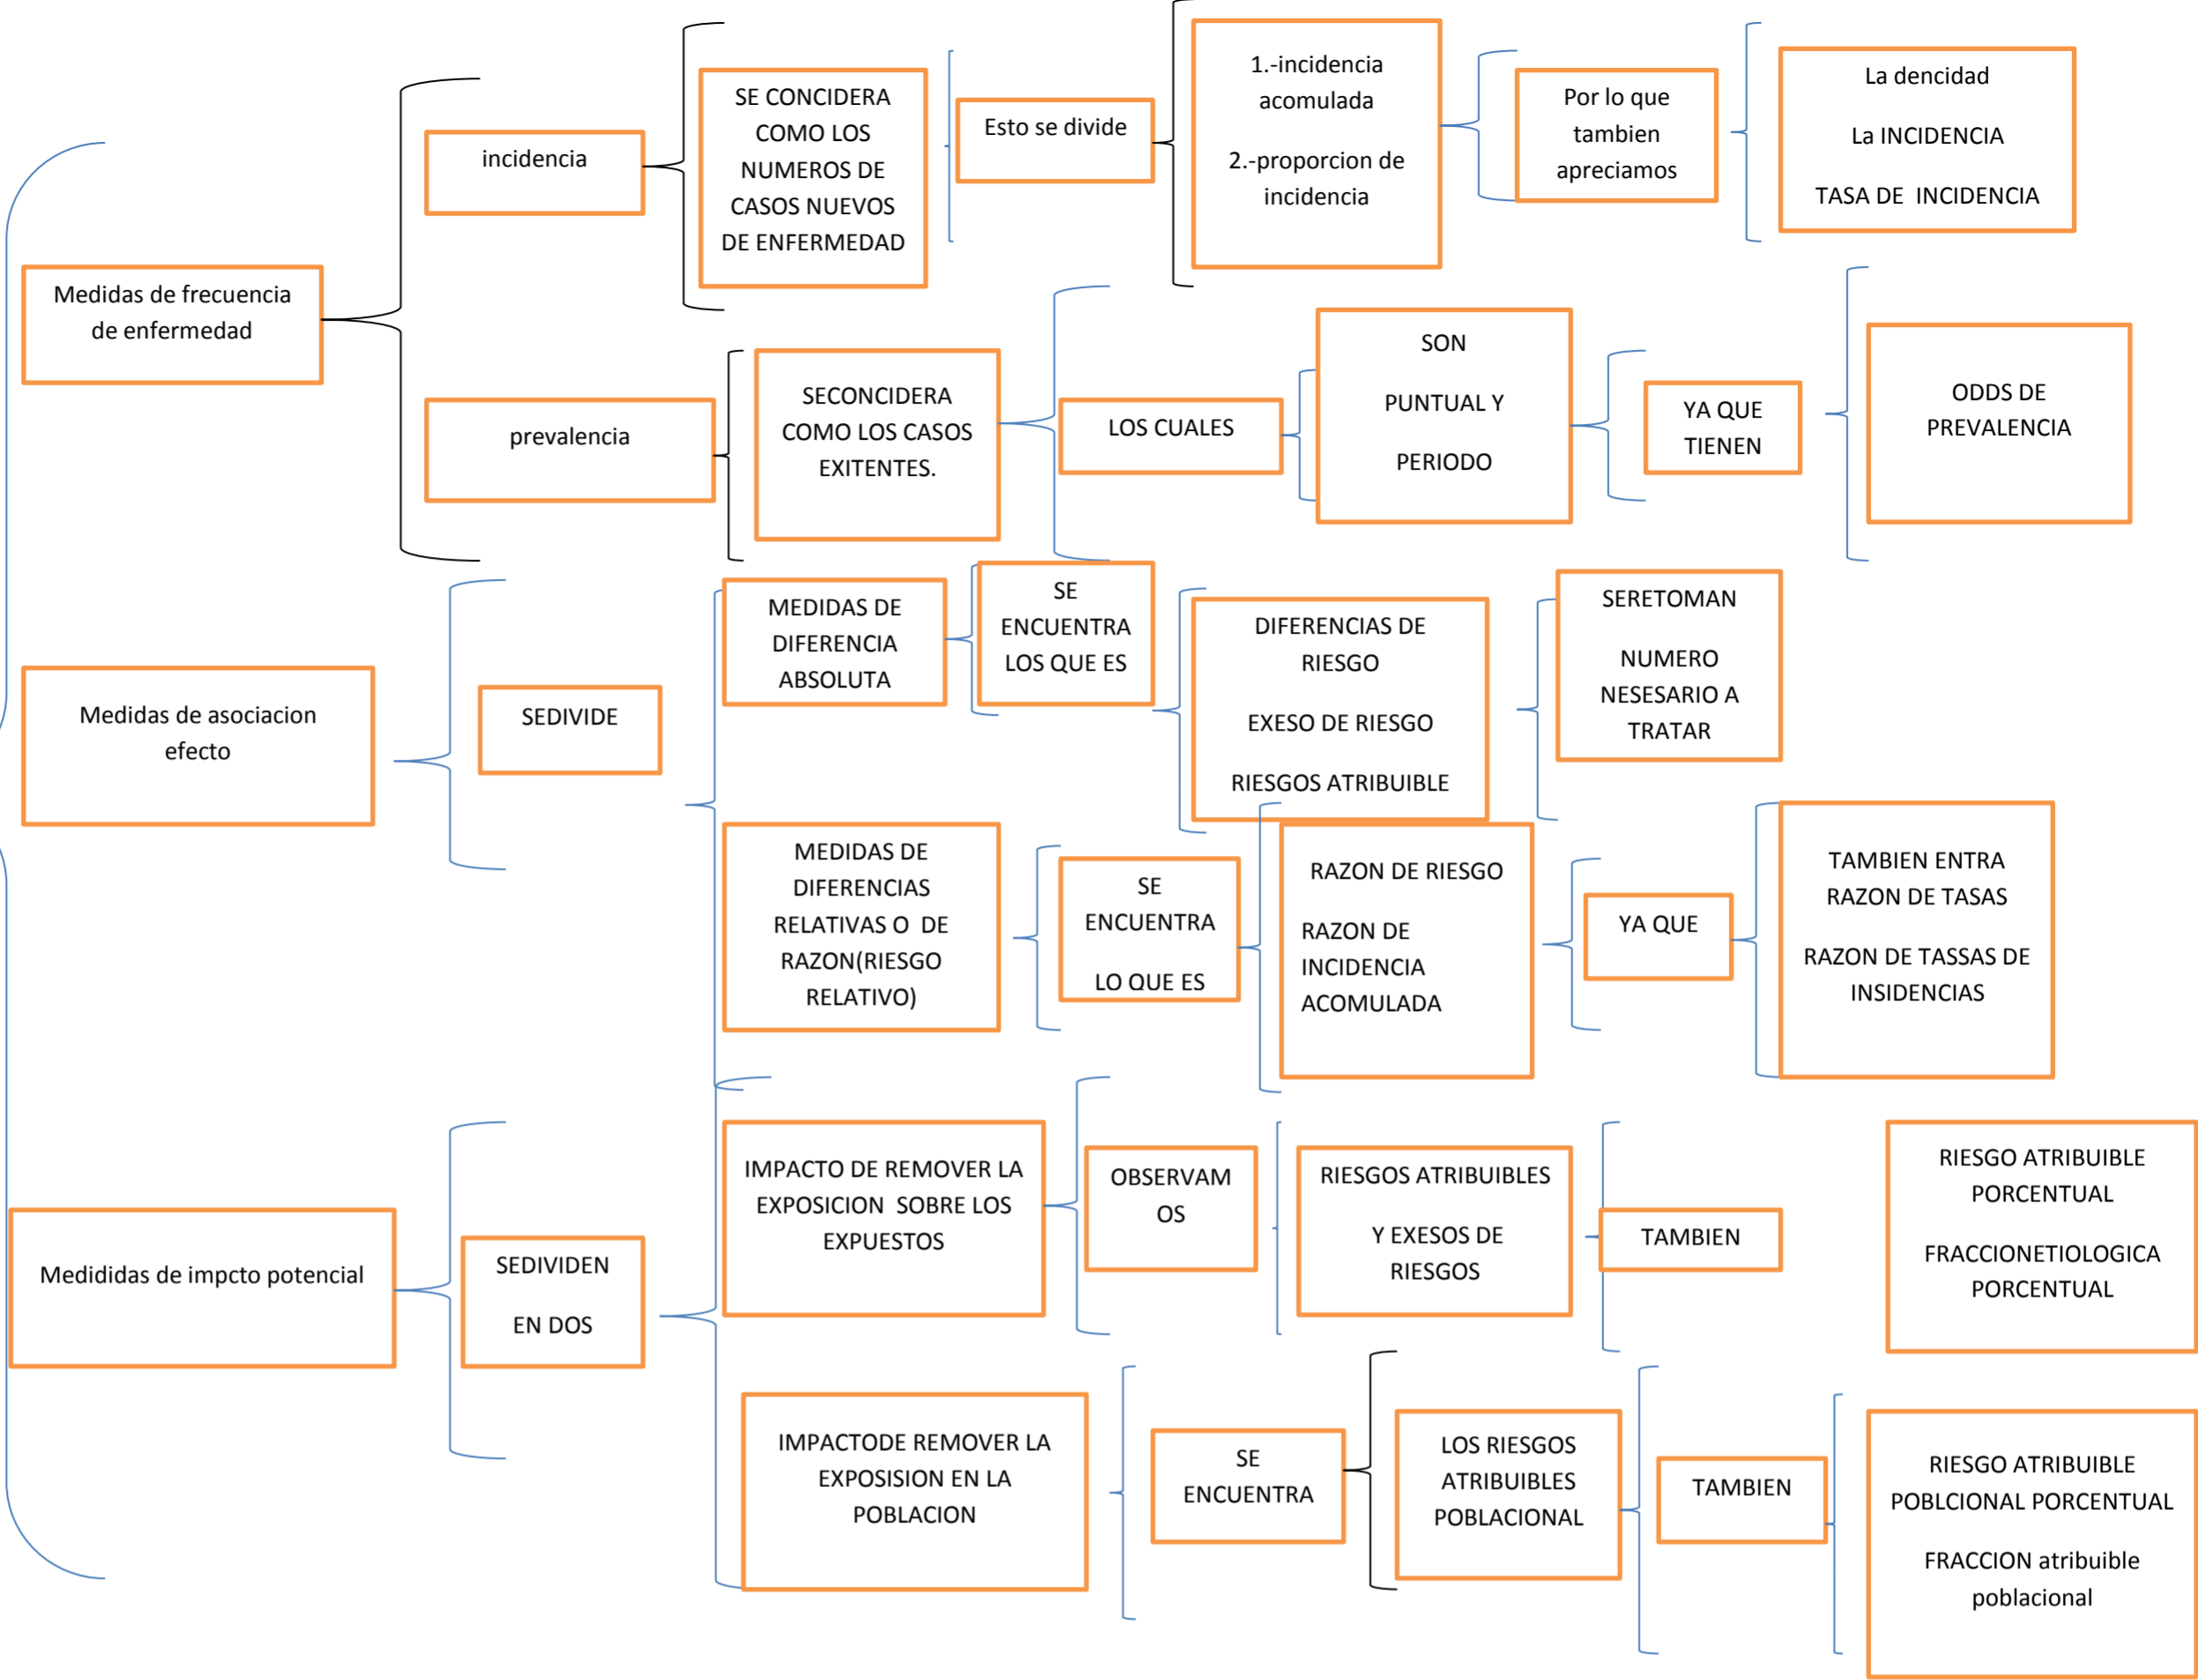 Medidas de frecuencia
de enfermedad
incidencia
SE CONCIDERA
COMO LOS
NUMEROS DE
CASOS NUEVOS
DE ENFERMEDAD
Esto se divide
1.-incidencia
acomulada
2.-proporcion de
incidencia
Por lo que
tambien
apreciamos
La dencidad
La INCIDENCIA
TASA DE INCIDENCIA
prevalencia
SECONCIDERA
COMO LOS CASOS
EXITENTES.
LOS CUALES
SON
PUNTUAL Y
PERIODO
YA QUE
TIENEN
ODDS DE
PREVALENCIA
Medidas de asociacion
efecto
SEDIVIDE
MEDIDAS DE
DIFERENCIA
ABSOLUTA
SE
ENCUENTRA
LOS QUE ES
DIFERENCIAS DE
RIESGO
EXESO DE RIESGO
RIESGOS ATRIBUIBLE
SERETOMAN
NUMERO
NESESARIO A
TRATAR
MEDIDAS DE
DIFERENCIAS
RELATIVAS O DE
RAZON(RIESGO
RELATIVO)
SE
ENCUENTRA
LO QUE ES
RAZON DE RIESGO
RAZON DE
INCIDENCIA
ACOMULADA
YA QUE
TAMBIEN ENTRA
RAZON DE TASAS
RAZON DE TASSAS DE
INSIDENCIAS
Medididas de impcto potencial
SEDIVIDEN
EN DOS
IMPACTO DE REMOVER LA
EXPOSICION SOBRE LOS
EXPUESTOS
OBSERVAM
OS
RIESGOS ATRIBUIBLES
Y EXESOS DE
RIESGOS
TAMBIEN
RIESGO ATRIBUIBLE
PORCENTUAL
FRACCIONETIOLOGICA
PORCENTUAL
IMPACTODE REMOVER LA
EXPOSISION EN LA
POBLACION
SE
ENCUENTRA
LOS RIESGOS
ATRIBUIBLES
POBLACIONAL
TAMBIEN
RIESGO ATRIBUIBLE
POBLCIONAL PORCENTUAL
FRACCION atribuible
poblacional